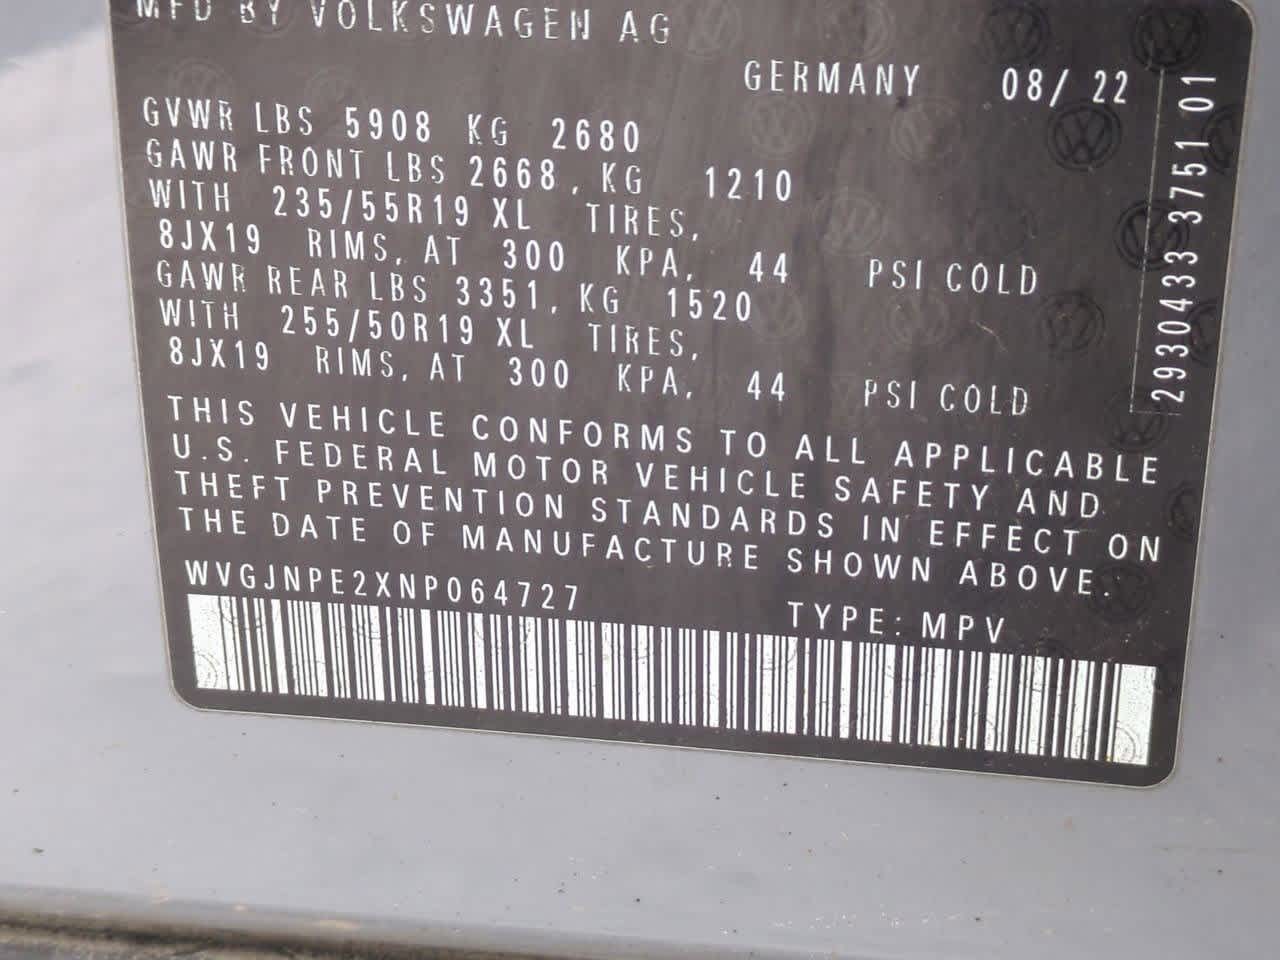 MFD BY VOLKSWAGEN AG
GERMANY 08/ 22
GVWR LBS 5908 KG 2680
GAWR FRONT LBS 2668, KG 1210
WITH 235/55R19 XL TIRES,
8JX19 RIMS, AT 300 KPA, 44 PSI COLD
GAWR REAR LBS 3351, KG 1520
WITH 255/50R19 XL TIRES,
8JX19 RIMS, AT 300 KPA, 44 PSI COLD
THIS VEHICLE CONFORMS TO ALL APPLICABLE
U.S. FEDERAL MOTOR VEHICLE SAFETY AND
THEFT PREVENTION STANDARDS IN EFFECT ON
THE DATE OF MANUFACTURE SHOWN ABOVE.
WVGJNPE2XNP064727
TYPE: MPV
2930433 3751 01